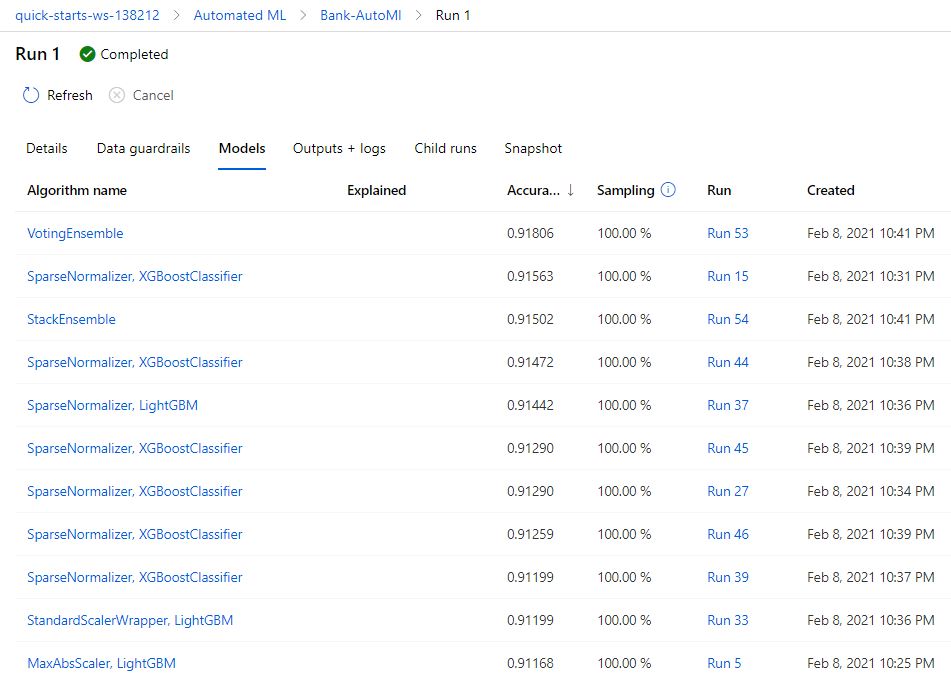 quick-starts-ws-138212 > Automated ML > Bank-AutoMl > Run 1
Run 1 Completed
Refresh Cancel
Details Data guardrails Models Outputs + logs Child runs Snapshot
Algorithm name Explained Accura... ↓ Sampling Run Created
VotingEnsemble 0.91806 100.00 % Run 53 Feb 8, 2021 10:41 PM
SparseNormalizer, XGBoostClassifier 0.91563 100.00 % Run 15 Feb 8, 2021 10:31 PM
StackEnsemble 0.91502 100.00 % Run 54 Feb 8, 2021 10:41 PM
SparseNormalizer, XGBoostClassifier 0.91472 100.00 % Run 44 Feb 8, 2021 10:38 PM
SparseNormalizer, LightGBM 0.91442 100.00 % Run 37 Feb 8, 2021 10:36 PM
SparseNormalizer, XGBoostClassifier 0.91290 100.00 % Run 45 Feb 8, 2021 10:39 PM
SparseNormalizer, XGBoostClassifier 0.91290 100.00 % Run 27 Feb 8, 2021 10:34 PM
SparseNormalizer, XGBoostClassifier 0.91259 100.00 % Run 46 Feb 8, 2021 10:39 PM
SparseNormalizer, XGBoostClassifier 0.91199 100.00 % Run 39 Feb 8, 2021 10:37 PM
StandardScalerWrapper, LightGBM 0.91199 100.00 % Run 33 Feb 8, 2021 10:36 PM
MaxAbsScaler, LightGBM 0.91168 100.00 % Run 5 Feb 8, 2021 10:25 PM